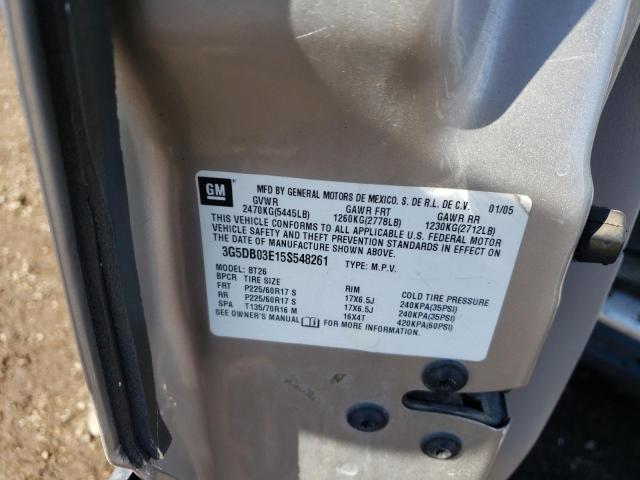 GM MFD BY GENERAL MOTORS DE MEXICO, S. DE R.L. DE C.V. 01/05
GVWR GAWR FRT GAWR RR
2470KG(5445LB) 1260KG(2778LB) 1230KG(2712LB)
THIS VEHICLE CONFORMS TO ALL APPLICABLE U.S. FEDERAL MOTOR
VEHICLE SAFETY AND THEFT PREVENTION STANDARDS IN EFFECT ON
THE DATE OF MANUFACTURE SHOWN ABOVE.
3G5DB03E15S548261 TYPE: M.P.V.
MODEL: BT26
BPCR TIRE SIZE RIM COLD TIRE PRESSURE
FRT P225/60R17 S 17X6.5J 240KPA(35PSI)
RR P225/60R17 S 17X6.5J 240KPA(35PSI)
SPA T135/70R16 M 16X4T 420KPA(60PSI)
SEE OWNER'S MANUAL FOR MORE INFORMATION.